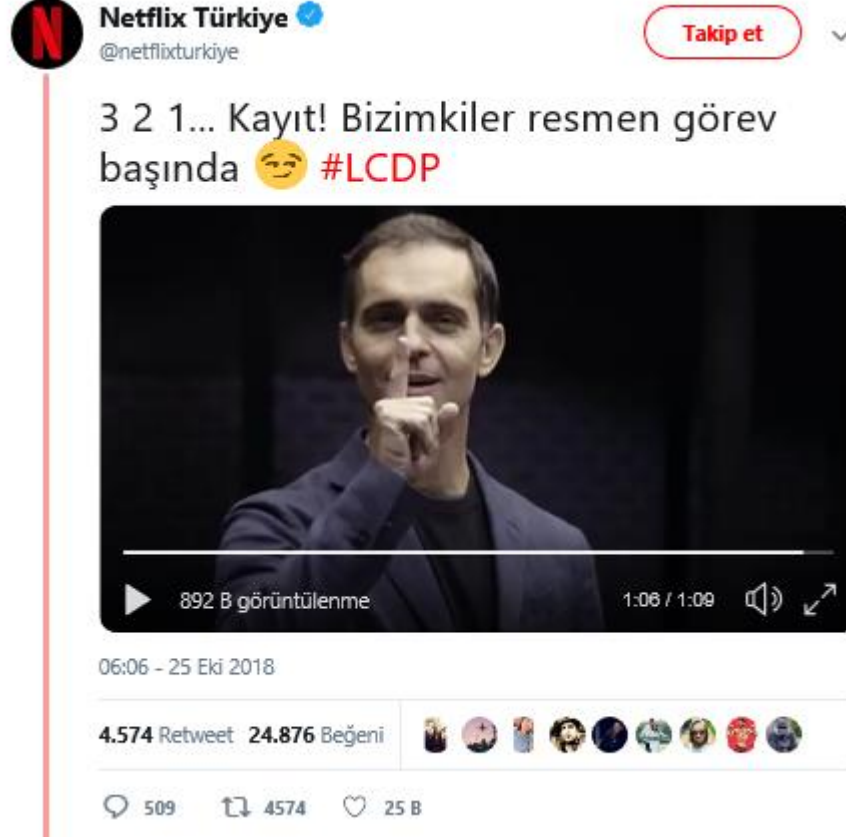 Netflix Türkiye
@netflixturkiye
Takip et
3 2 1... Kayıt! Bizimkiler resmen görev
başında 😏 #LCDP
892 B görüntülenme
1:06 / 1:09
06:06 - 25 Eki 2018
4.574 Retweet 24.876 Beğeni
509 4574 25 B